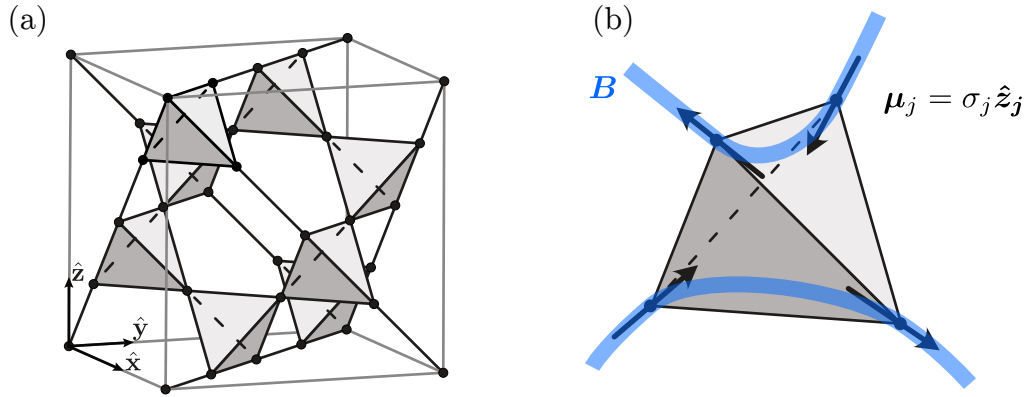 (a)
(b)
B
μ_j = σ_j ẑ_j
ẑ
ŷ
x̂